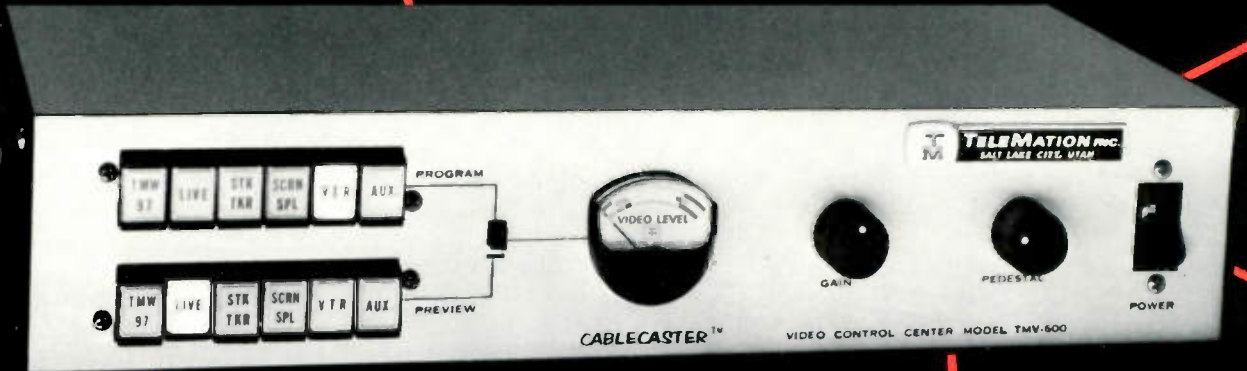 TMW 97 LIVE STK TKR SCRN SPL VTR AUX
PROGRAM
TMW 97 LIVE STK TKR SCRN SPL VTR AUX
PREVIEW
VIDEO LEVEL
CABLECASTER™
GAIN
PEDESTAL
TM
TELEMATION INC.
SALT LAKE CITY, UTAH
POWER
VIDEO CONTROL CENTER MODEL TMV-600